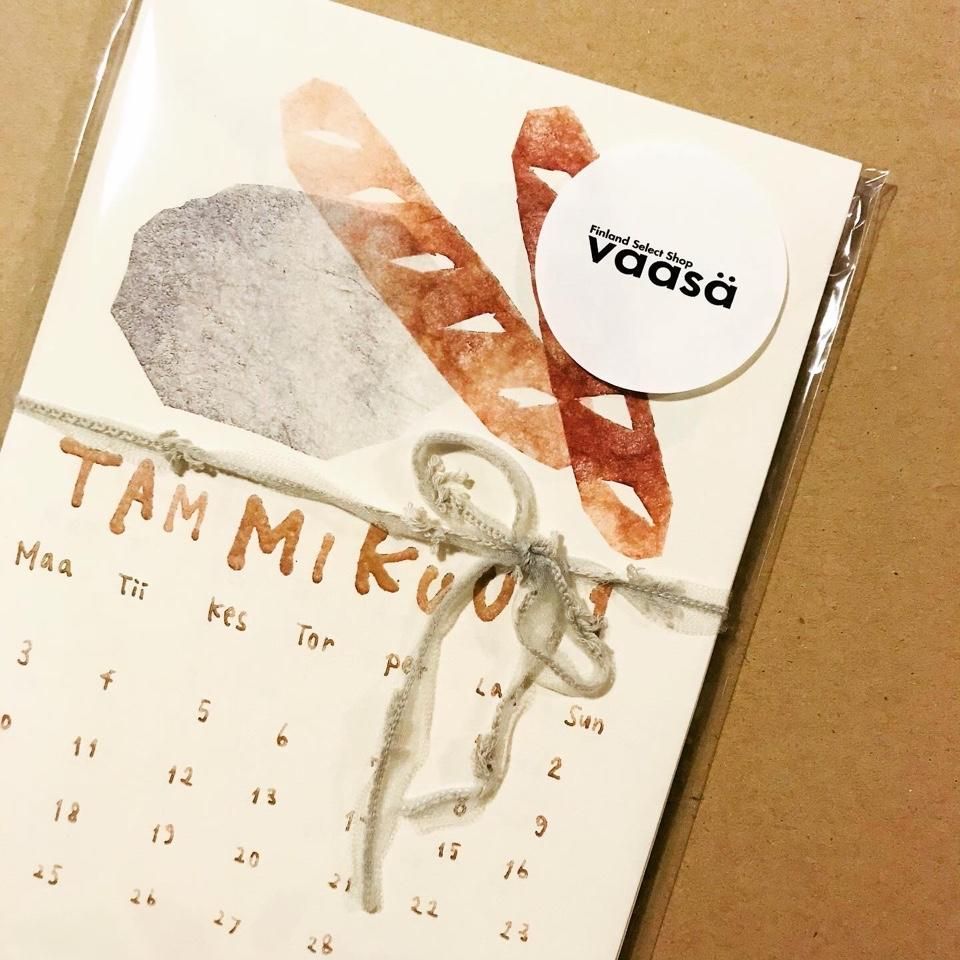 Finland Select Shop
vaasä
TAMMIKUU
Maa Tii kes Tor pe La Sun
2
3 4 5 6 8 9
11 12 13 15 16
18 19 20 21 22 23
25 26 27 28